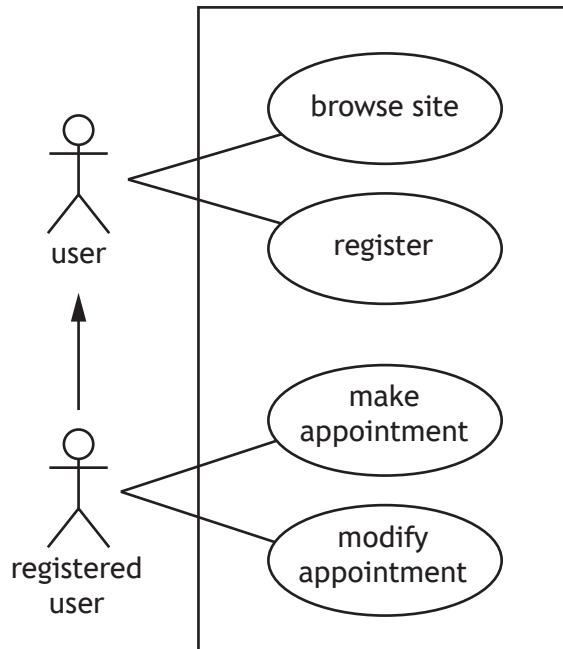 browse site
user
register
make
appointment
registered
user
modify
appointment